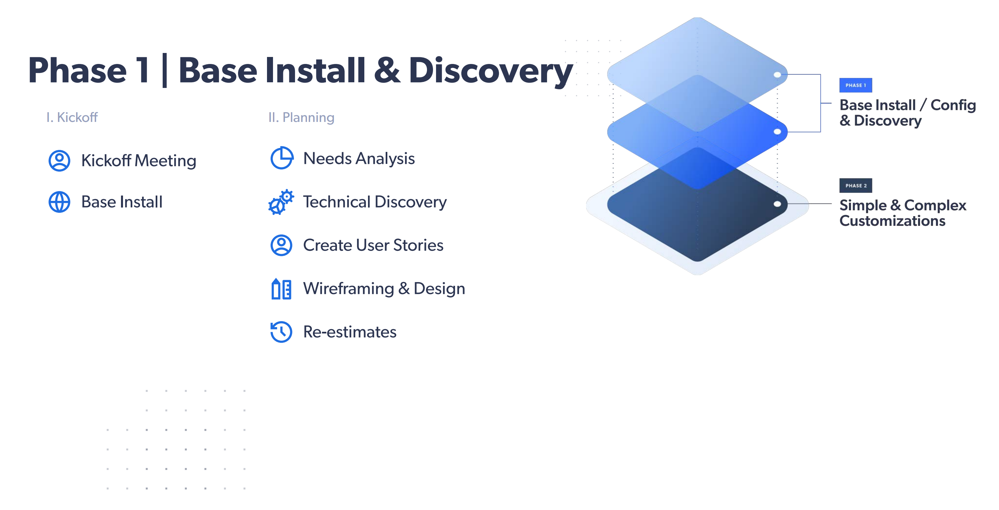 Phase 1 | Base Install & Discovery
I. Kickoff
Kickoff Meeting
Base Install
II. Planning
Needs Analysis
Technical Discovery
Create User Stories
Wireframing & Design
Re-estimates
PHASE 1
Base Install / Config
& Discovery
PHASE 2
Simple & Complex
Customizations